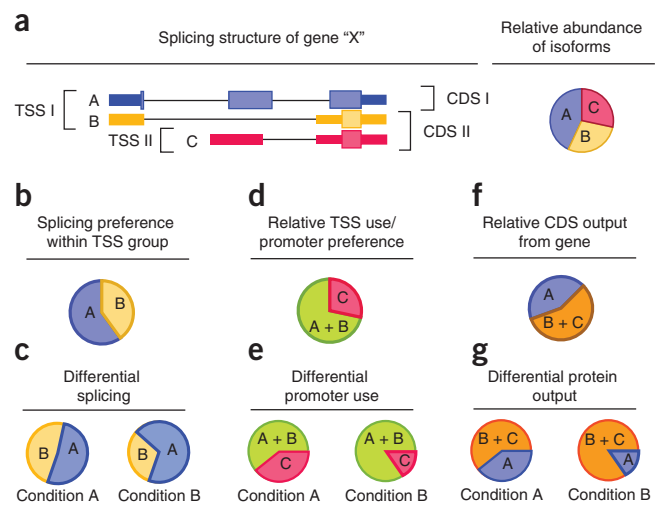 a
Splicing structure of gene “X”
Relative abundance
of isoforms
TSS I
A
B
TSS II
C
CDS I
CDS II
A
C
B
b
Splicing preference
within TSS group
A
B
d
Relative TSS use/
promoter preference
C
A + B
f
Relative CDS output
from gene
A
B + C
c
Differential
splicing
B
A
Condition A
B
A
Condition B
e
Differential
promoter use
A + B
C
Condition A
A + B
C
Condition B
g
Differential protein
output
B + C
A
Condition A
B + C
A
Condition B